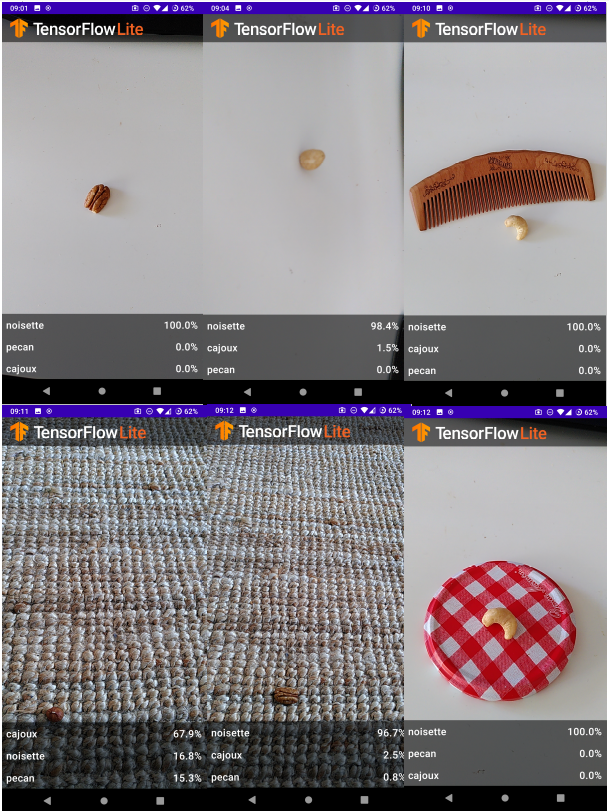 09:01 62%
TensorFlow Lite
noisette 100.0%
pecan 0.0%
cajoux 0.0%
09:04 62%
TensorFlow Lite
noisette 98.4%
cajoux 1.5%
pecan 0.0%
09:10 62%
TensorFlow Lite
noisette 100.0%
cajoux 0.0%
pecan 0.0%
09:11 62%
TensorFlow Lite
cajoux 67.9%
noisette 16.8%
pecan 15.3%
09:12 62%
TensorFlow Lite
noisette 96.7%
cajoux 2.5%
pecan 0.8%
09:12 62%
TensorFlow Lite
noisette 100.0%
pecan 0.0%
cajoux 0.0%